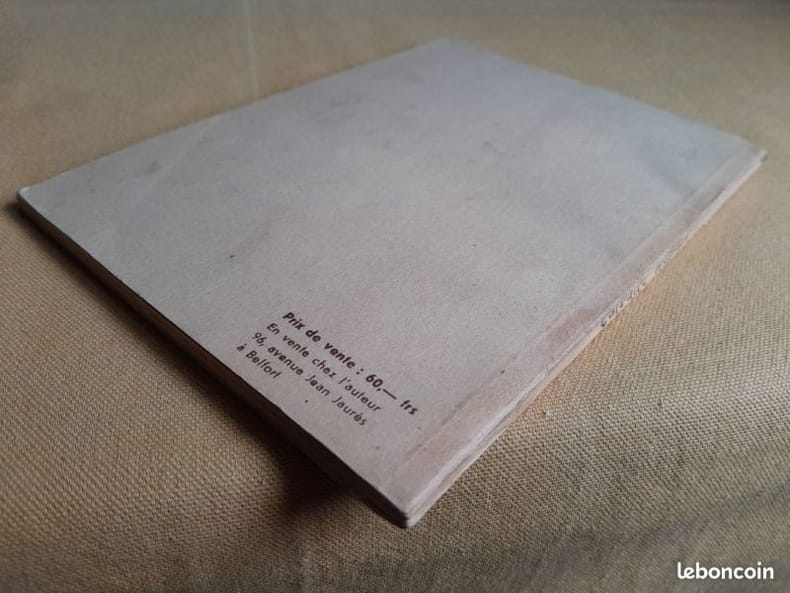 Prix de vente : 60,— frs
En vente chez l'auteur
96, avenue Jean Jaurès
à Belfort
leboncoin